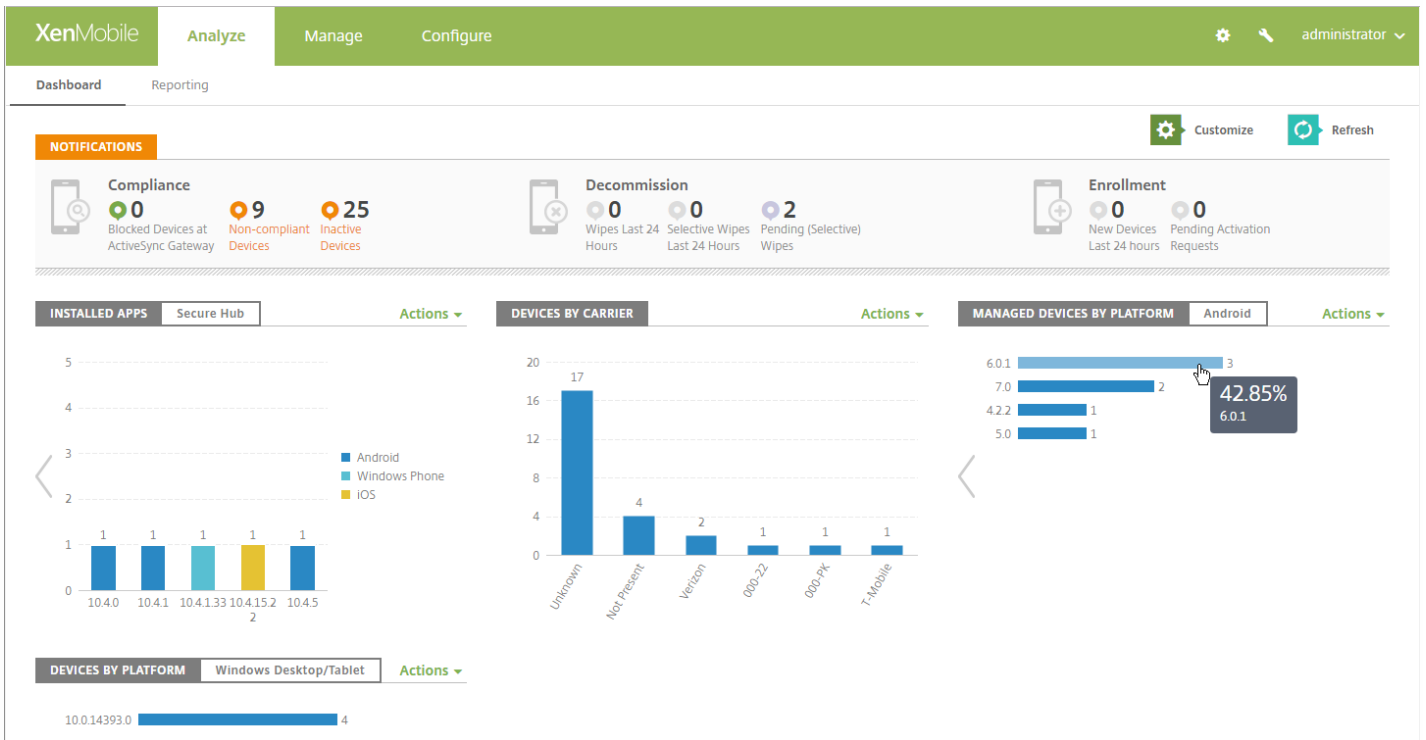 XenMobile Analyze Manage Configure administrator
Dashboard Reporting
Customize Refresh
NOTIFICATIONS
Compliance
0 9 25
Blocked Devices at Non-compliant Inactive
ActiveSync Gateway Devices Devices
Decommission
0 0 2
Wipes Last 24 Selective Wipes Pending (Selective)
Hours Last 24 Hours Wipes
Enrollment
0 0
New Devices Pending Activation
Last 24 hours Requests
INSTALLED APPS Secure Hub Actions
5
4
3
2
1
0
1 1 1 1 1
10.4.0 10.4.1 10.4.1.33 10.4.15.2 10.4.5
2
Android
Windows Phone
iOS
DEVICES BY CARRIER Actions
20
16
12
8
4
0
17 4 2 1 1 1
Unknown Not Present Verizon 000-22 000-PK T-Mobile
MANAGED DEVICES BY PLATFORM Android Actions
6.0.1 3
7.0 2
4.2.2 1
5.0 1
42.85%
6.0.1
DEVICES BY PLATFORM Windows Desktop/Tablet Actions
10.0.14393.0 4